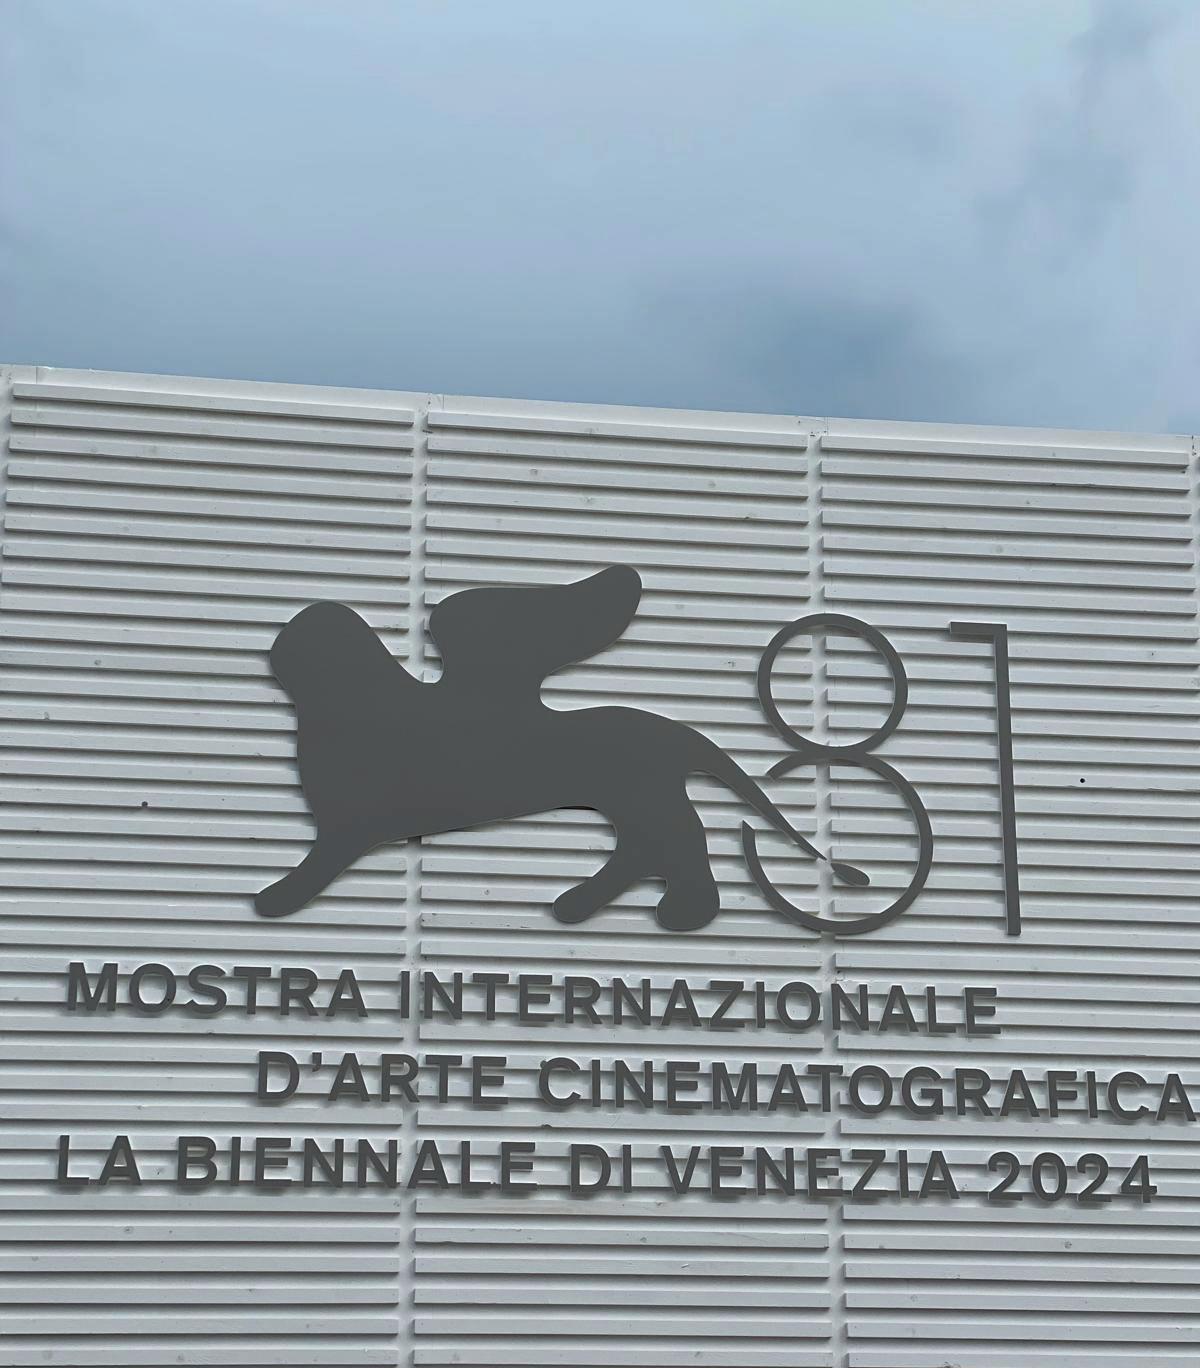 81
MOSTRA INTERNAZIONALE
D'ARTE CINEMATOGRAFICA
LA BIENNALE DI VENEZIA 2024